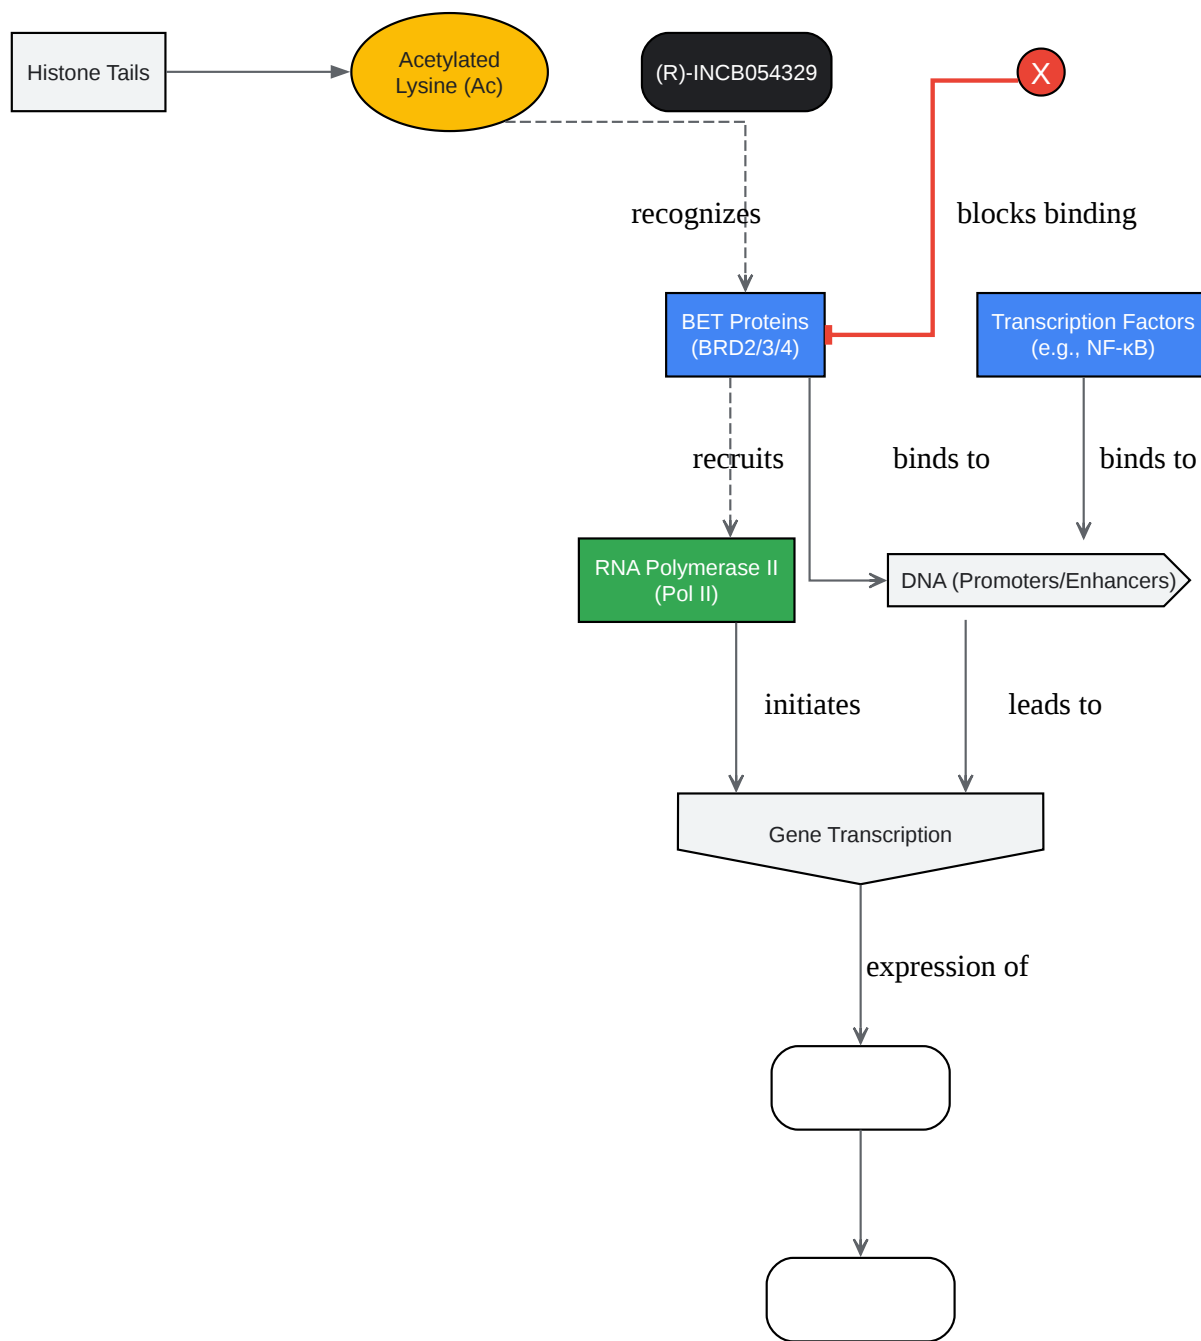 Histone Tails
Acetylated
Lysine (Ac)
(R)-INCB054329
X
recognizes
blocks binding
BET Proteins
(BRD2/3/4)
Transcription Factors
(e.g., NF-κB)
recruits
binds to
binds to
RNA Polymerase II
(Pol II)
DNA (Promoters/Enhancers)
initiates
leads to
Gene Transcription
expression of